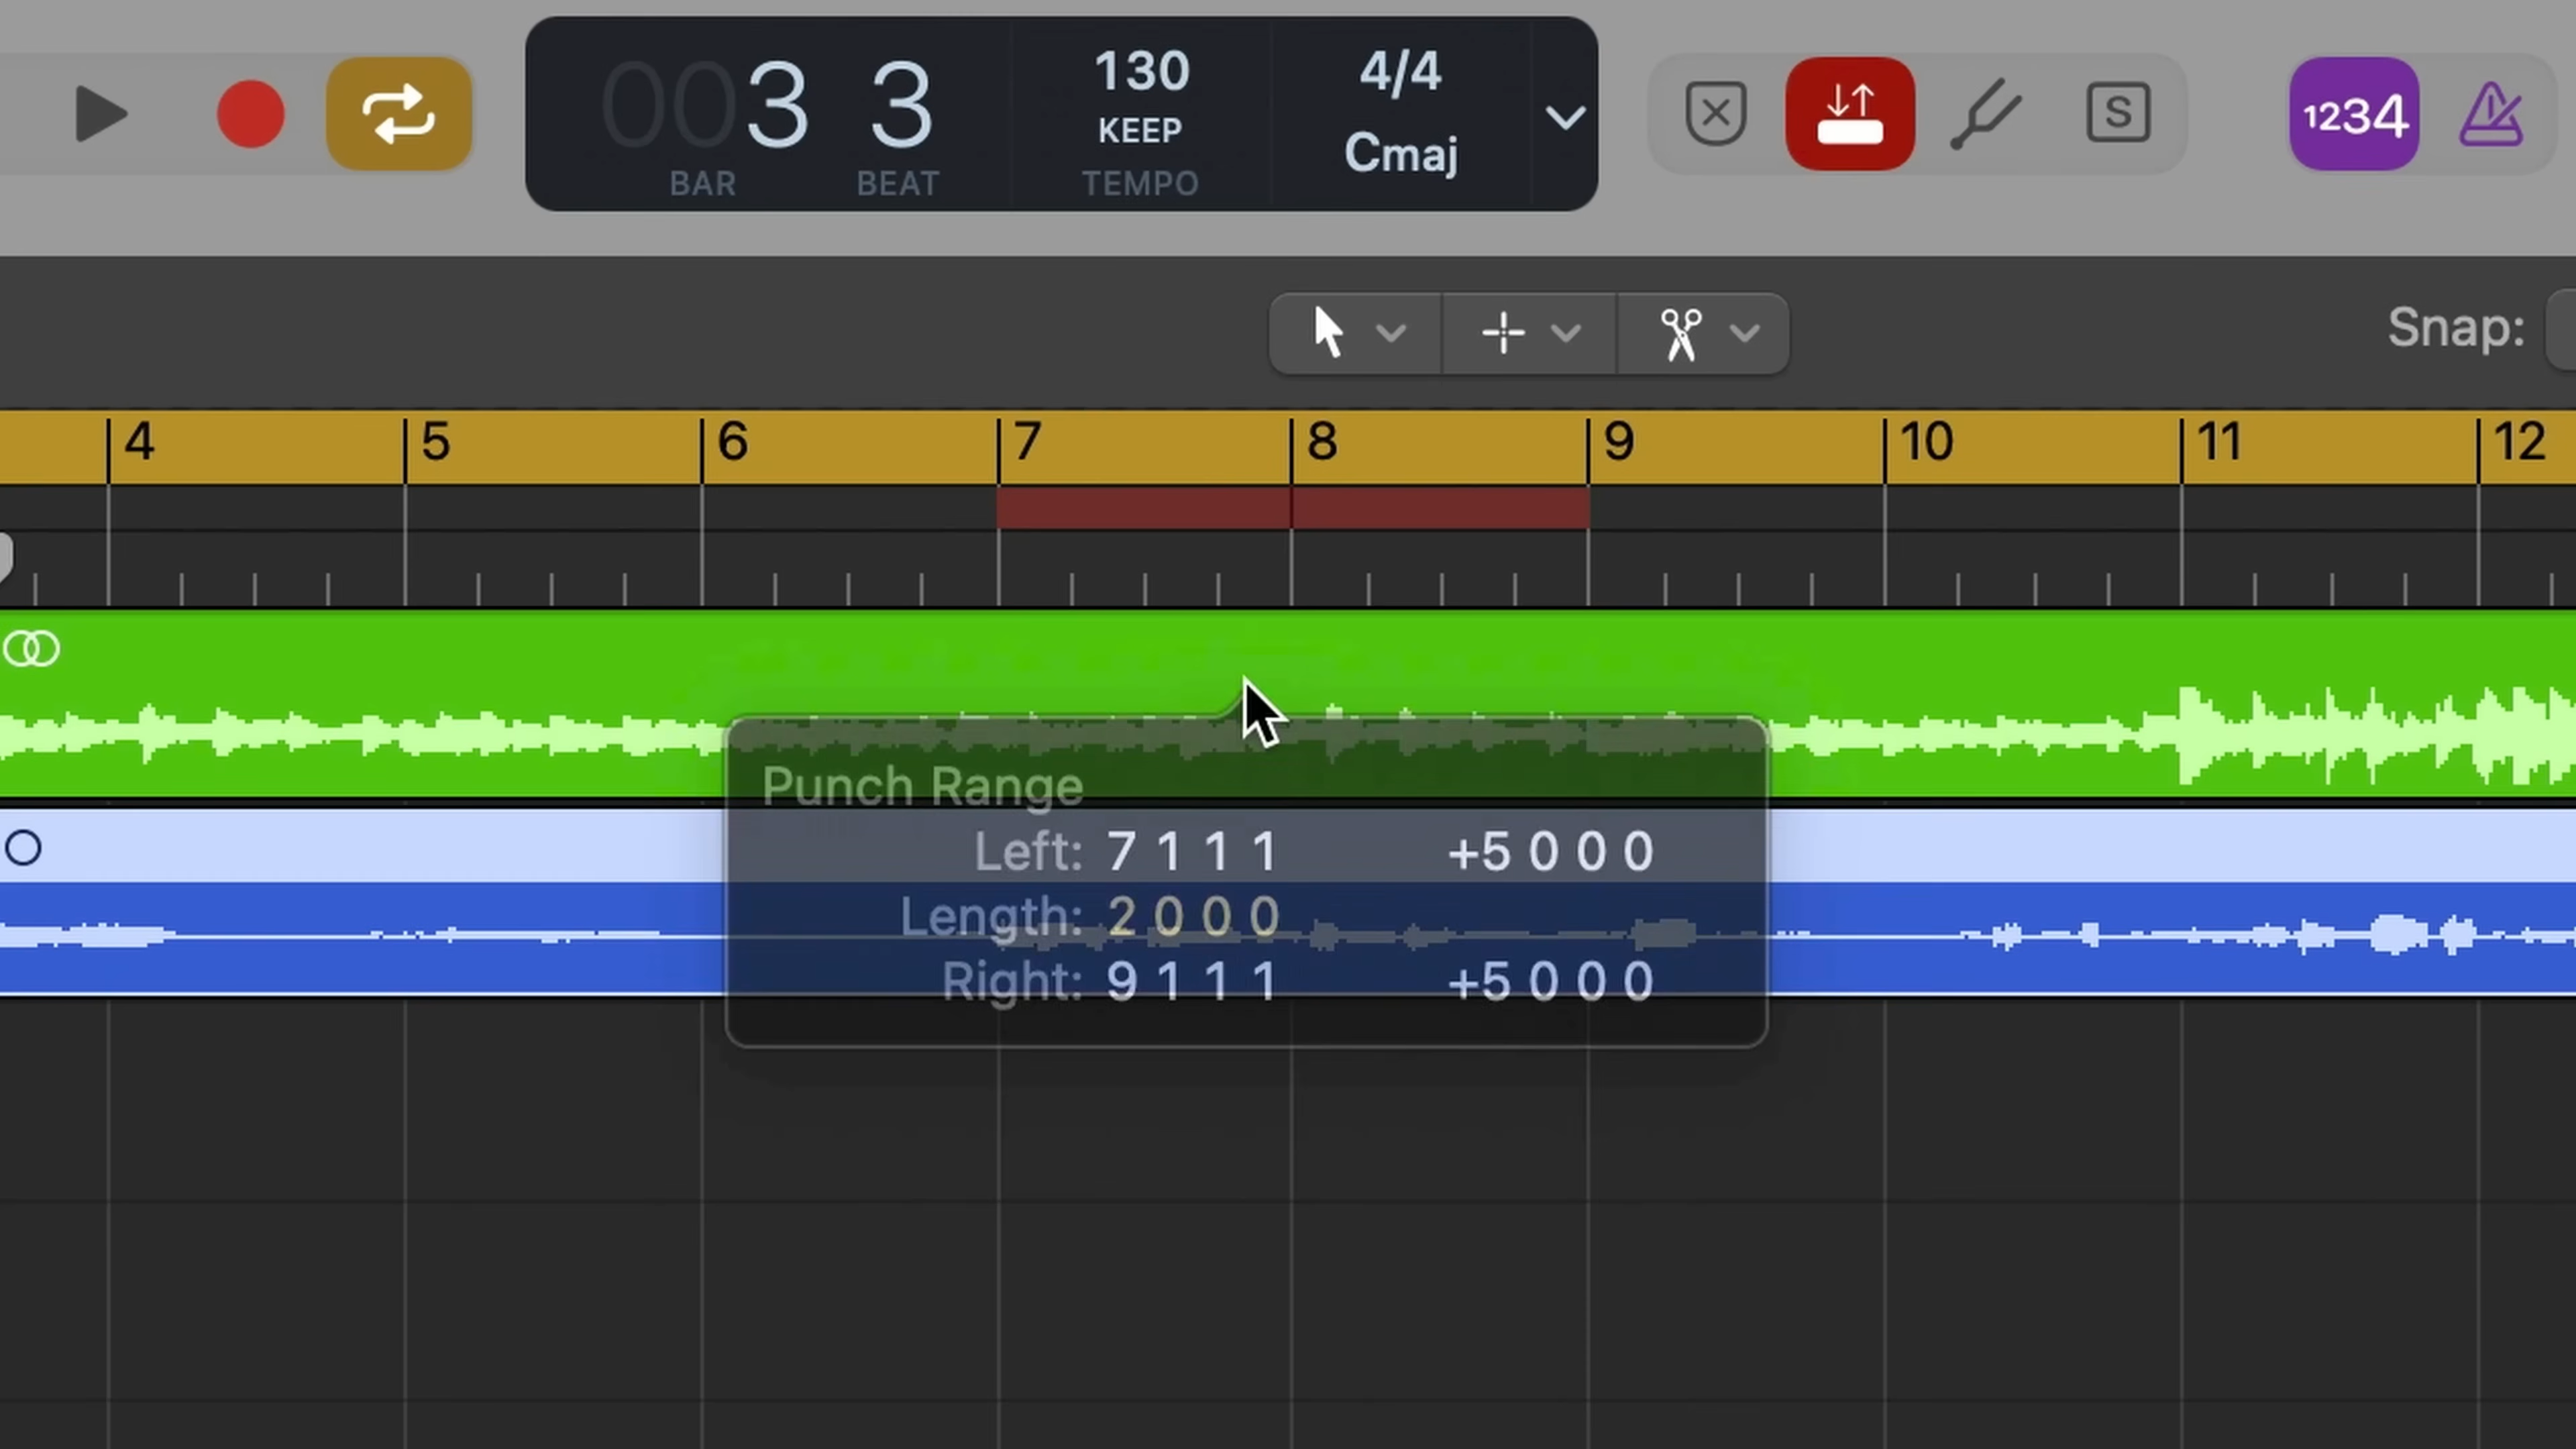 003 3 130 4/4
KEEP Cmaj
BAR BEAT TEMPO
S 1234
Snap:
4 5 6 7 8 9 10 11 12
Punch Range
Left: 7 1 1 1 +5 0 0 0
Length: 2 0 0 0
Right: 9 1 1 1 +5 0 0 0